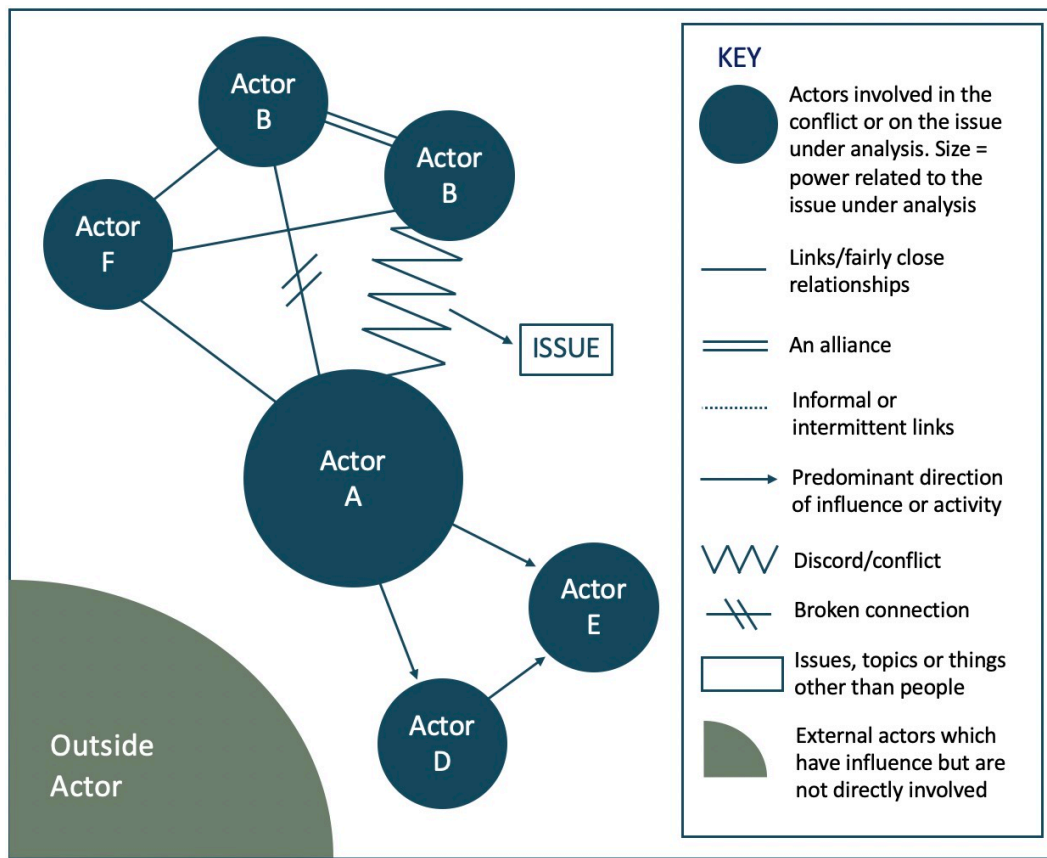 Actor
B
Actor
B
Actor
F
ISSUE
Actor
A
Actor
E
Actor
D
Outside
Actor
KEY
Actors involved in the
conflict or on the issue
under analysis. Size =
power related to the
issue under analysis
Links/fairly close
relationships
An alliance
Informal or
intermittent links
Predominant direction
of influence or activity
Discord/conflict
Broken connection
Issues, topics or things
other than people
External actors which
have influence but are
not directly involved